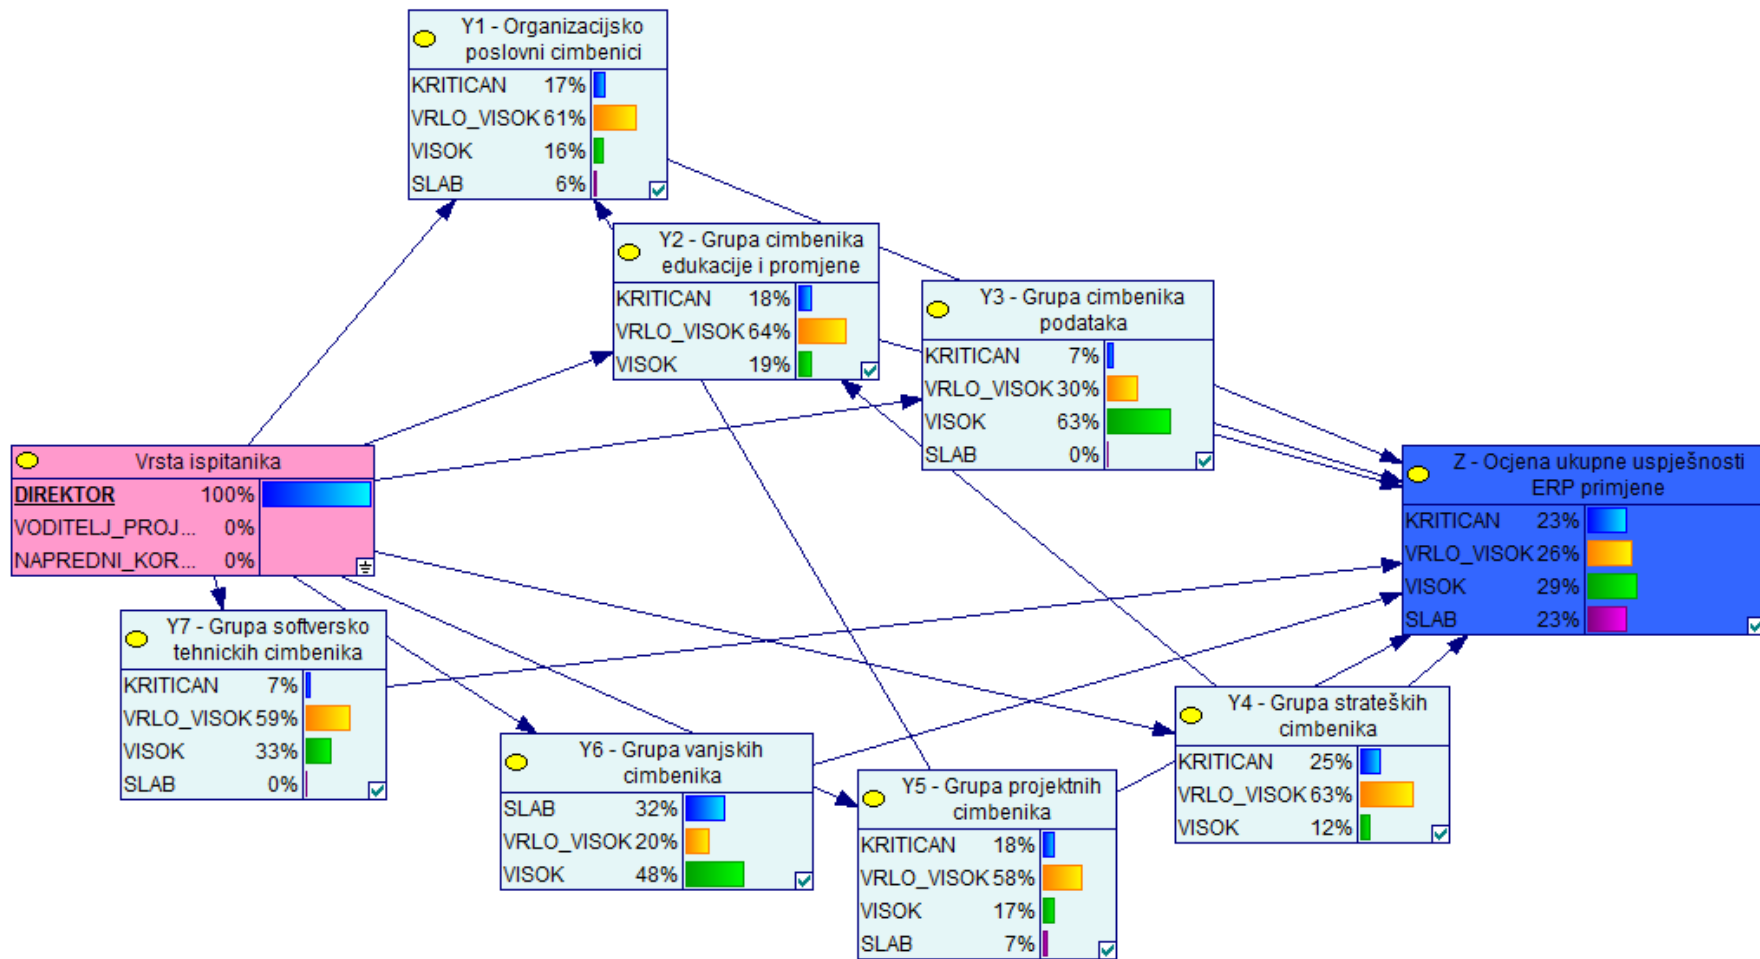 Y1 - Organizacijsko
poslovni cimbenici
KRITICAN 17%
VRLO_VISOK 61%
VISOK 16%
SLAB 6%
Y2 - Grupa cimbenika
edukacije i promjene
KRITICAN 18%
VRLO_VISOK 64%
VISOK 19%
Y3 - Grupa cimbenika
podataka
KRITICAN 7%
VRLO_VISOK 30%
VISOK 63%
SLAB 0%
Vrsta ispitanika
DIREKTOR 100%
VODITELJ_PROJ... 0%
NAPREDNI_KOR... 0%
Z - Ocjena ukupne uspješnosti
ERP primjene
KRITICAN 23%
VRLO_VISOK 26%
VISOK 29%
SLAB 23%
Y7 - Grupa softversko
tehnickih cimbenika
KRITICAN 7%
VRLO_VISOK 59%
VISOK 33%
SLAB 0%
Y6 - Grupa vanjskih
cimbenika
SLAB 32%
VRLO_VISOK 20%
VISOK 48%
Y5 - Grupa projektnih
cimbenika
KRITICAN 18%
VRLO_VISOK 58%
VISOK 17%
SLAB 7%
Y4 - Grupa strateških
cimbenika
KRITICAN 25%
VRLO_VISOK 63%
VISOK 12%